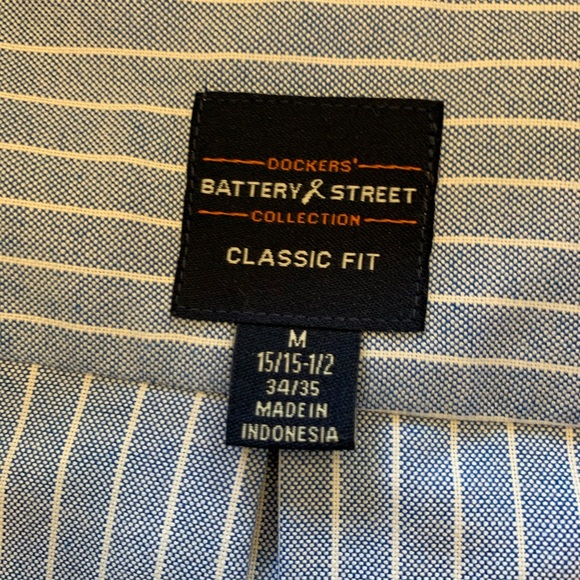 DOCKERS'
BATTERY & STREET
COLLECTION
CLASSIC FIT
M
15/15-1/2
34/35
MADE IN
INDONESIA